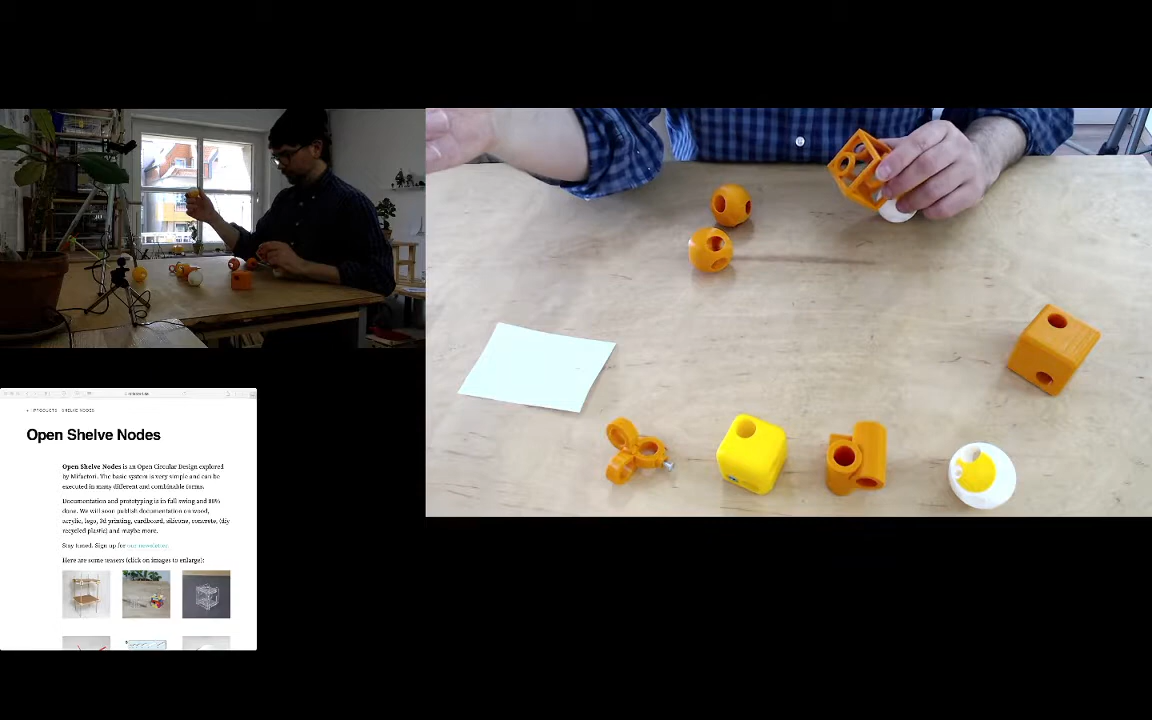 PRODUCTS SHELVE NODES
Open Shelve Nodes
Open Shelve Nodes is an Open Circular Design explored
by Mifactori. The basic system is very simple and can be
executed in many different and combinable forms.
Documentation and prototyping is in full swing and 80%
done. We will soon publish documentation on wood,
acrylic, lego, 3d printing, cardboard, silicone, concrete, (diy
recycled plastic) and maybe more.
Stay tuned. Sign up for our newsletter.
Here are some teasers (click on images to enlarge):